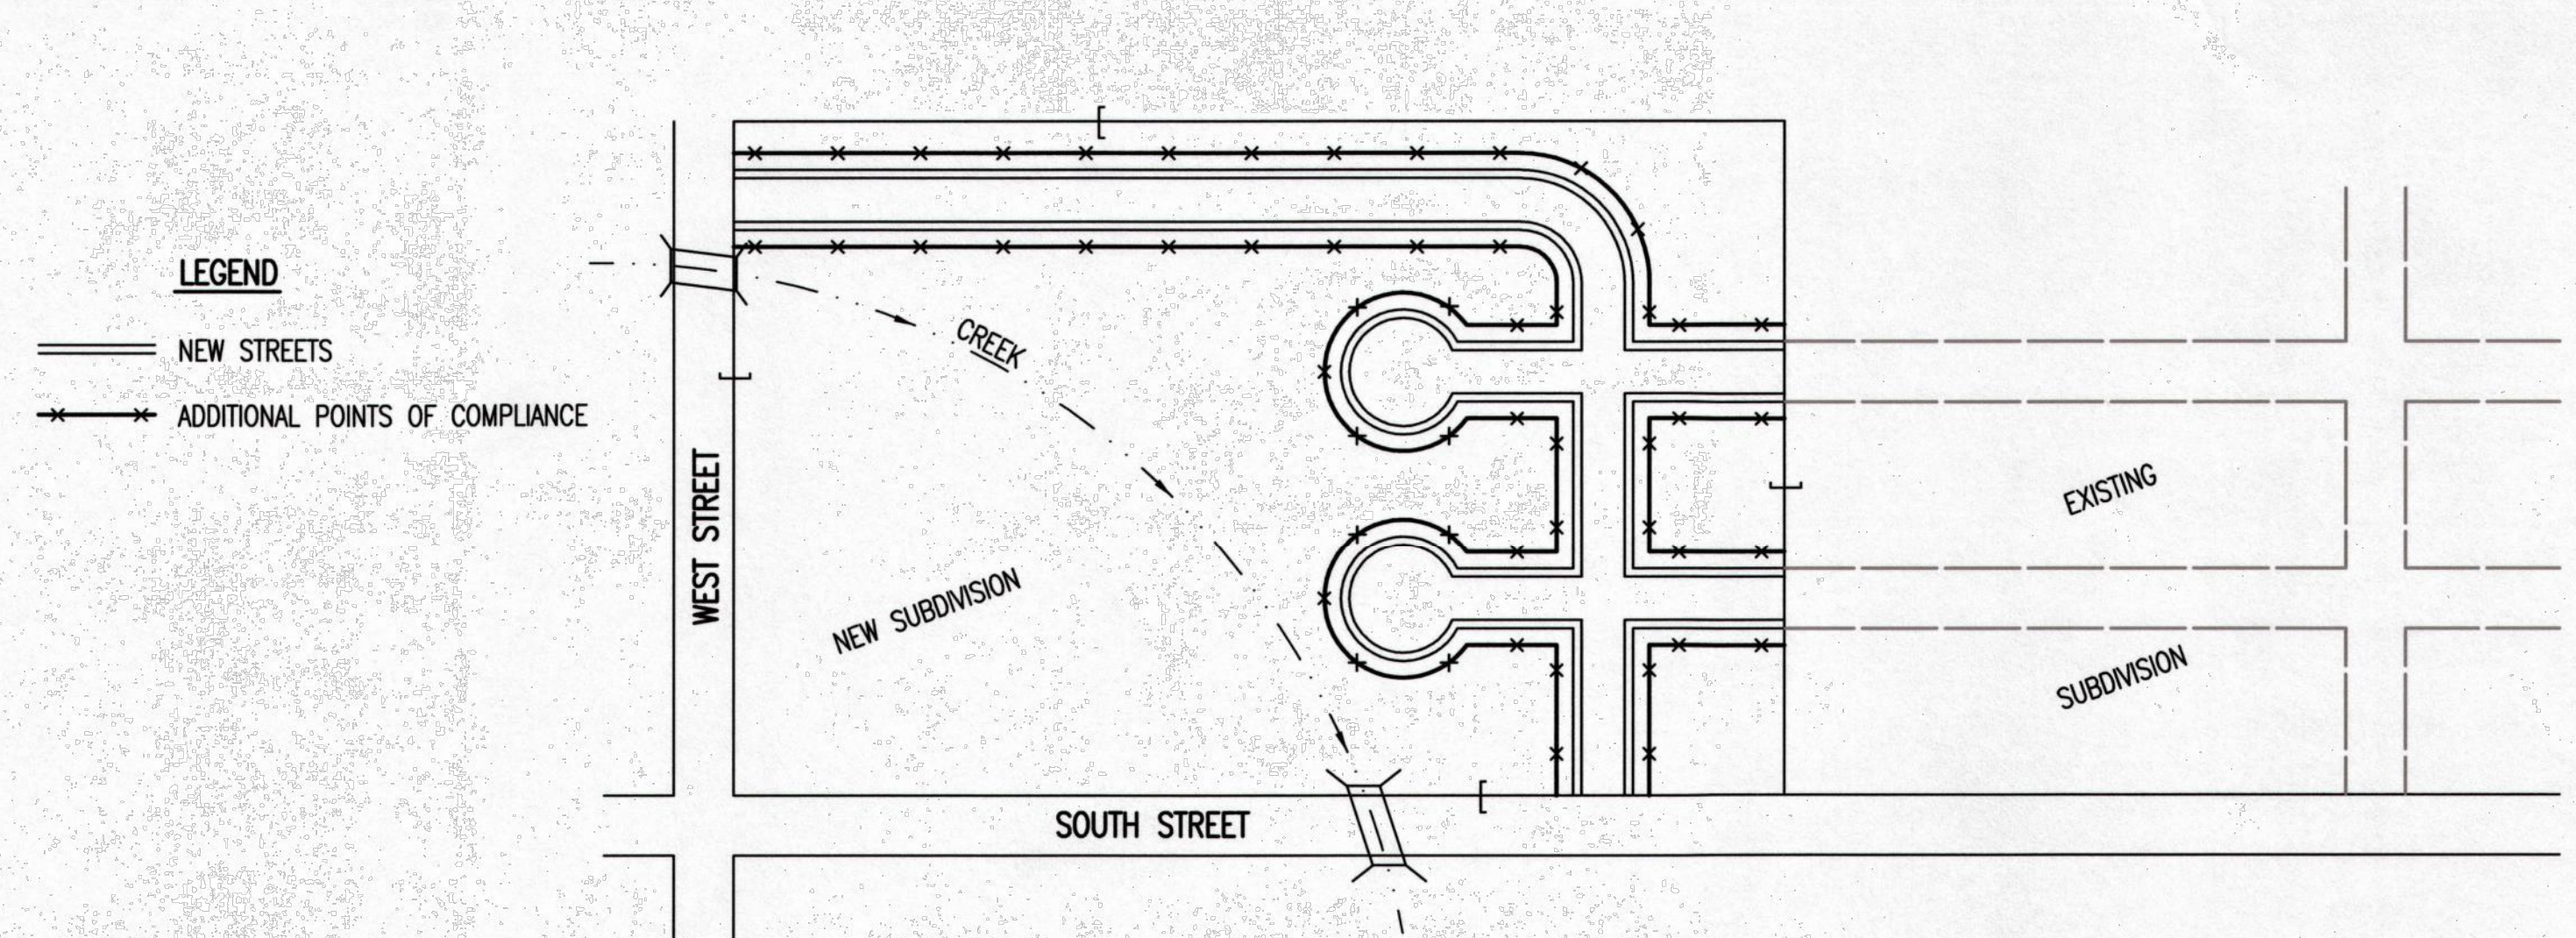 LEGEND
NEW STREETS
ADDITIONAL POINTS OF COMPLIANCE
CREEK
WEST STREET
NEW SUBDIVISION
SOUTH STREET
EXISTING
SUBDIVISION